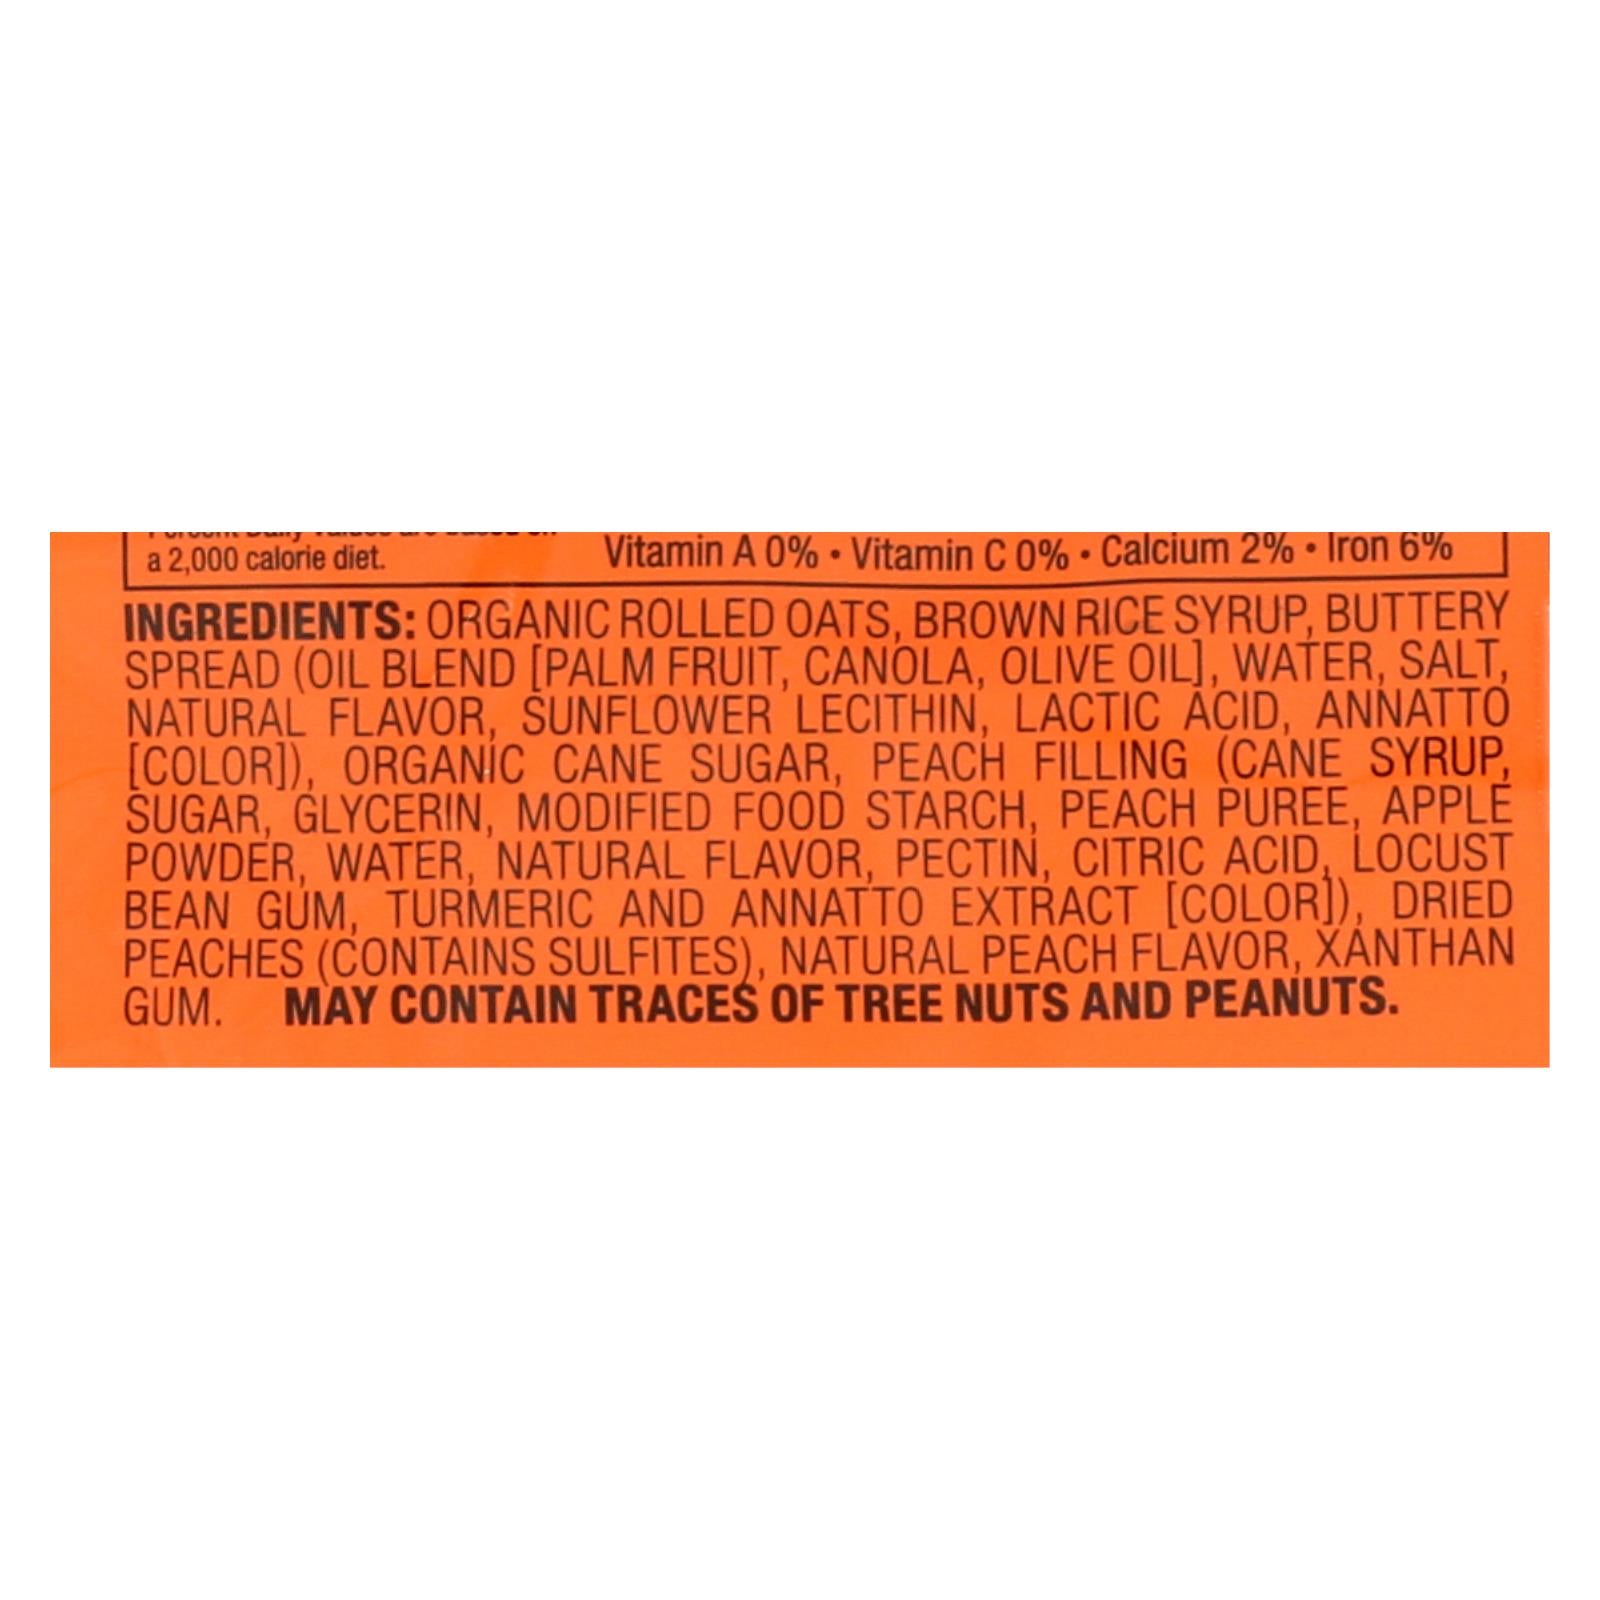 a 2,000 calorie diet.
Vitamin A 0% • Vitamin C 0% • Calcium 2% • Iron 6%
INGREDIENTS: ORGANIC ROLLED OATS, BROWN RICE SYRUP, BUTTERY
SPREAD (OIL BLEND [PALM FRUIT, CANOLA, OLIVE OIL], WATER, SALT,
NATURAL FLAVOR, SUNFLOWER LECITHIN, LACTIC ACID, ANNATTO
[COLOR]), ORGANIC CANE SUGAR, PEACH FILLING (CANE SYRUP,
SUGAR, GLYCERIN, MODIFIED FOOD STARCH, PEACH PUREE, APPLE
POWDER, WATER, NATURAL FLAVOR, PECTIN, CITRIC ACID, LOCUST
BEAN GUM, TURMERIC AND ANNATTO EXTRACT [COLOR]), DRIED
PEACHES (CONTAINS SULFITES), NATURAL PEACH FLAVOR, XANTHAN
GUM. MAY CONTAIN TRACES OF TREE NUTS AND PEANUTS.